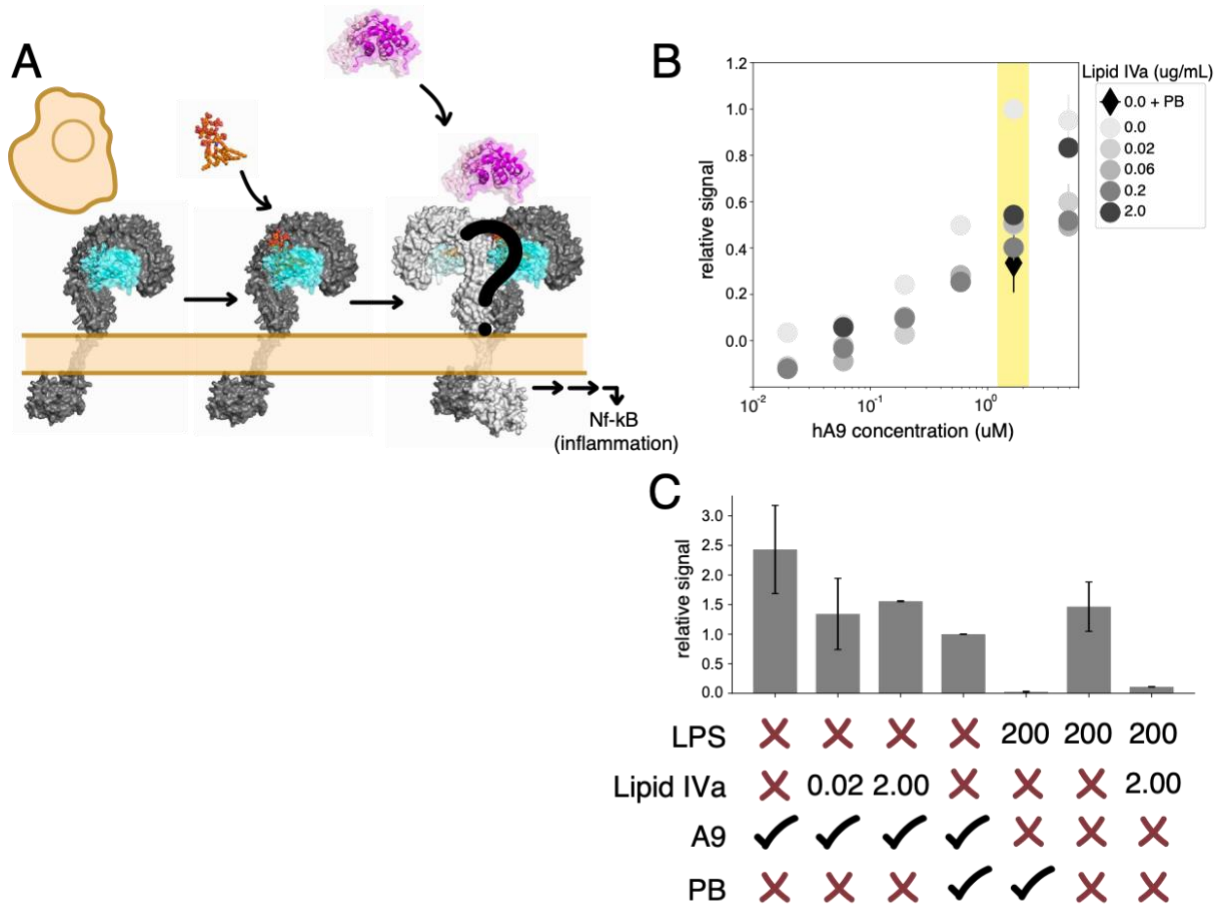 A
?
Nf-kB
(inflammation)
B
Lipid IVa (ug/mL)
0.0 + PB
0.0
0.02
0.06
0.2
2.0
relative signal
1.2
1.0
0.8
0.6
0.4
0.2
0.0
10-2
10-1
100
hA9 concentration (uM)
C
relative signal
3.0
2.5
2.0
1.5
1.0
0.5
0.0
LPS 200 200 200
Lipid IVa 0.02 2.00 2.00
A9
PB